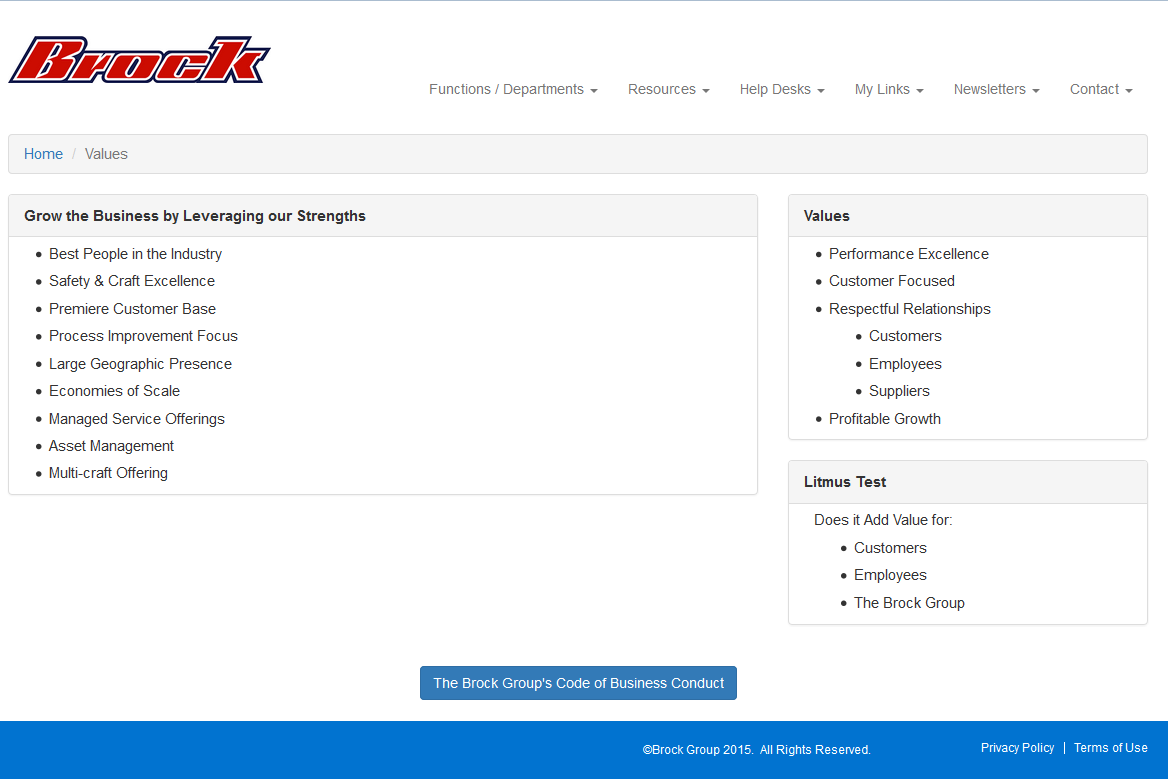 Brock
Functions / Departments
Resources
Help Desks
My Links
Newsletters
Contact
Home / Values
Grow the Business by Leveraging our Strengths
Best People in the Industry
Safety & Craft Excellence
Premiere Customer Base
Process Improvement Focus
Large Geographic Presence
Economies of Scale
Managed Service Offerings
Asset Management
Multi-craft Offering
Values
Performance Excellence
Customer Focused
Respectful Relationships
Customers
Employees
Suppliers
Profitable Growth
Litmus Test
Does it Add Value for:
Customers
Employees
The Brock Group
The Brock Group's Code of Business Conduct
©Brock Group 2015. All Rights Reserved.
Privacy Policy | Terms of Use